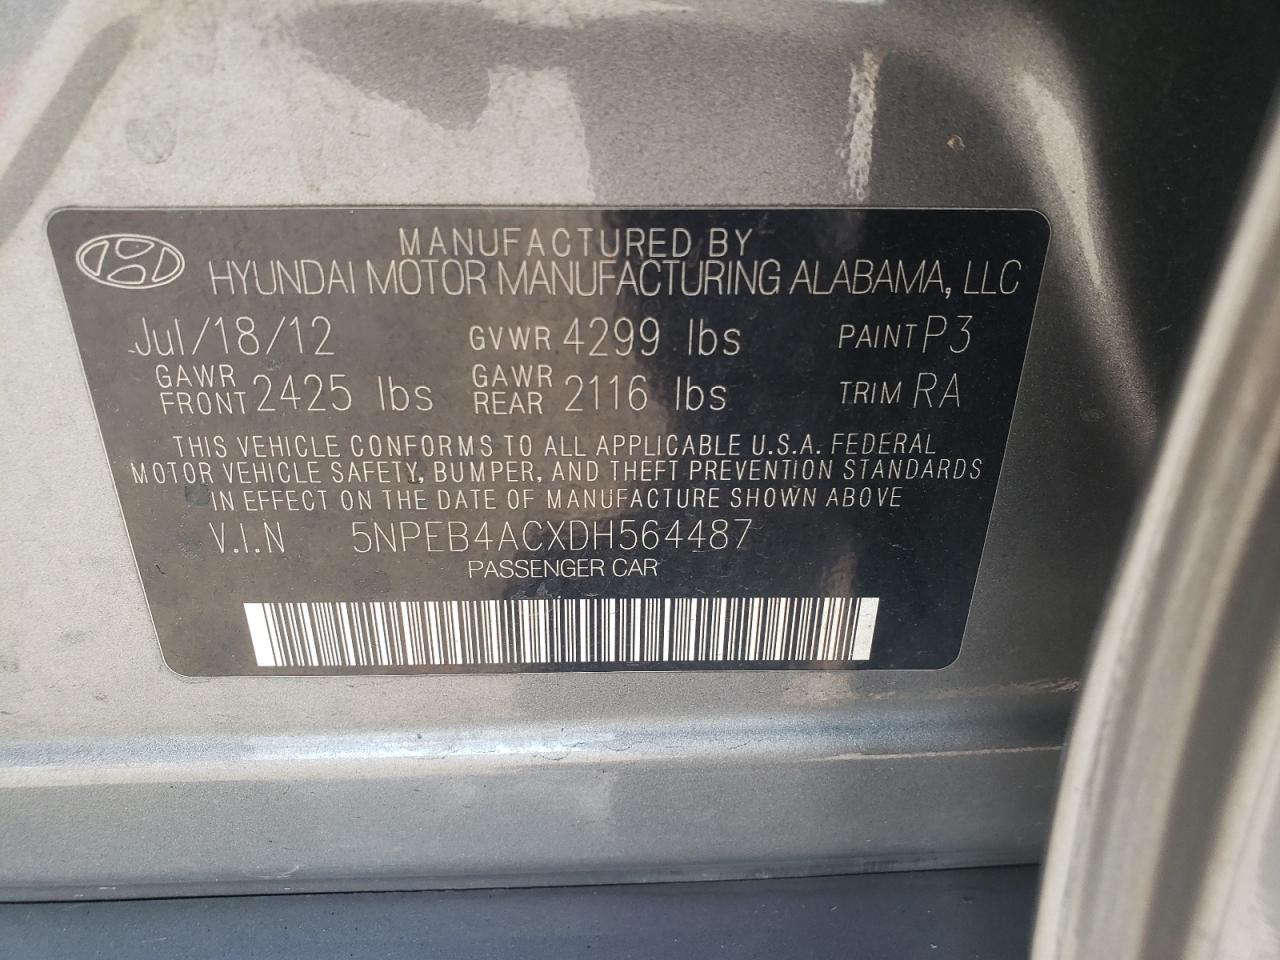 MANUFACTURED BY
HYUNDAI MOTOR MANUFACTURING ALABAMA, LLC
Jul/18/12 GVWR 4299 lbs PAINT P3
GAWR FRONT 2425 lbs GAWR REAR 2116 lbs TRIM RA
THIS VEHICLE CONFORMS TO ALL APPLICABLE U.S.A. FEDERAL
MOTOR VEHICLE SAFETY, BUMPER, AND THEFT PREVENTION STANDARDS
IN EFFECT ON THE DATE OF MANUFACTURE SHOWN ABOVE
V.I.N 5NPEB4ACXDH564487
PASSENGER CAR